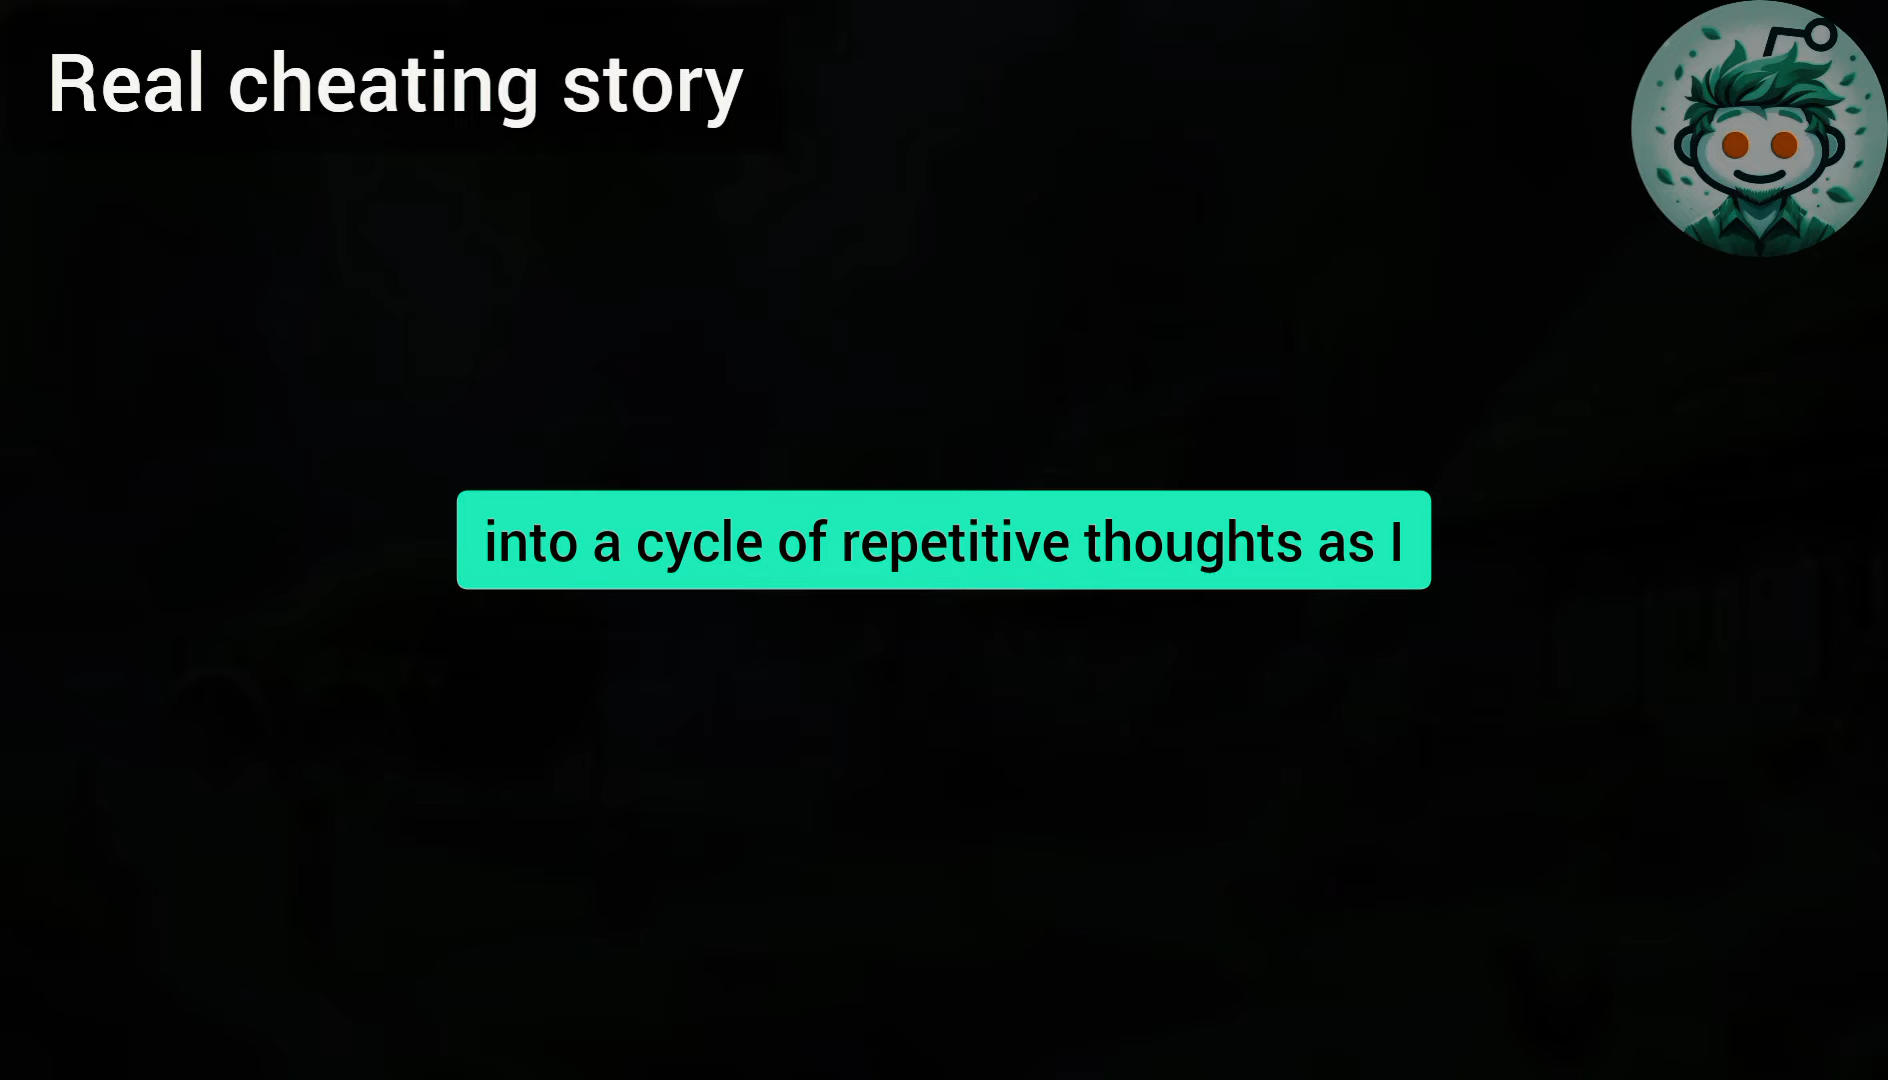 Real cheating story
into a cycle of repetitive thoughts as I